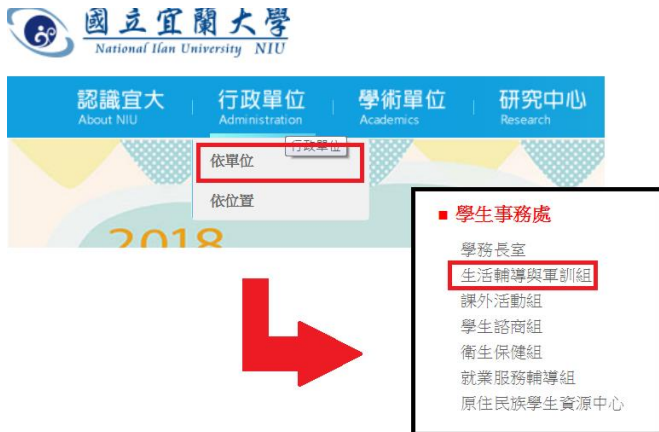 國立宜蘭大學
National Ilan University NIU
認識宜大 行政單位 學術單位 研究中心
About NIU Administration Academics Research
行政單位
依單位
依位置
2018
■ 學生事務處
學務長室
生活輔導與軍訓組
課外活動組
學生諮商組
衛生保健組
就業服務輔導組
原住民族學生資源中心